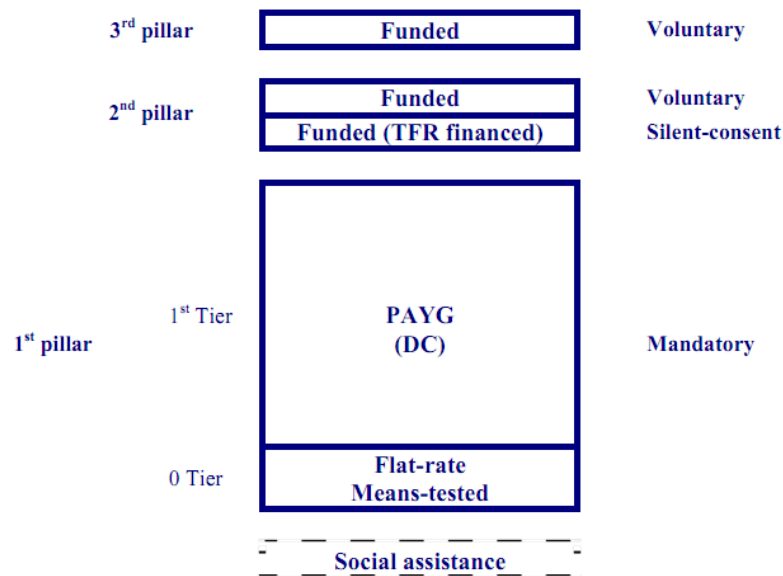 3rd pillar Funded Voluntary
Funded Voluntary
2nd pillar
Funded (TFR financed) Silent-consent
1st Tier PAYG
1st pillar (DC) Mandatory
Flat-rate
0 Tier
Means-tested
Social assistance